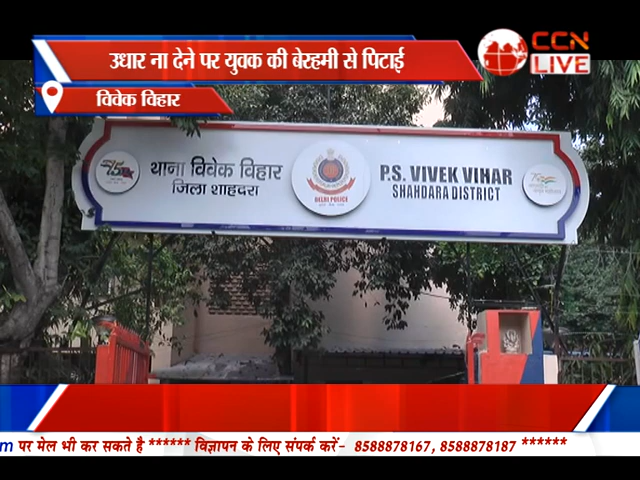 उधार ना देने पर युवक की बेरहमी से पिटाई
CCN
LIVE
विवेक विहार
75
थाना विवेक विहार
जिला शाहदरा
DELHI POLICE
P.S. VIVEK VIHAR
SHAHDARA DISTRICT
m पर मेल भी कर सकते है ****** विज्ञापन के लिए संपर्क करें- 8588878167, 8588878187 ******